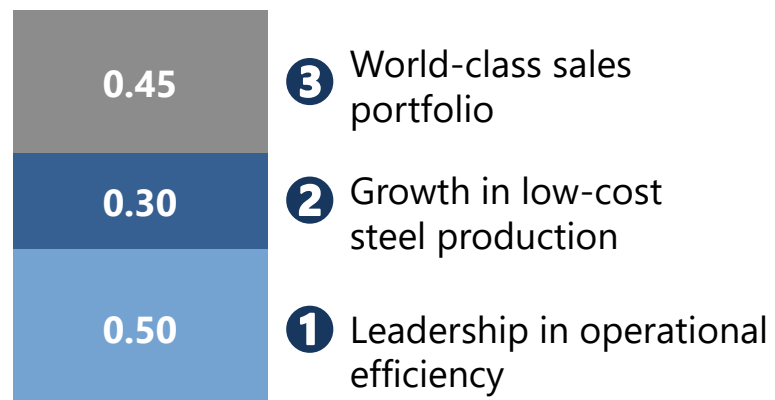 0.45
3 World-class sales
portfolio
0.30
2 Growth in low-cost
steel production
0.50
1 Leadership in operational
efficiency